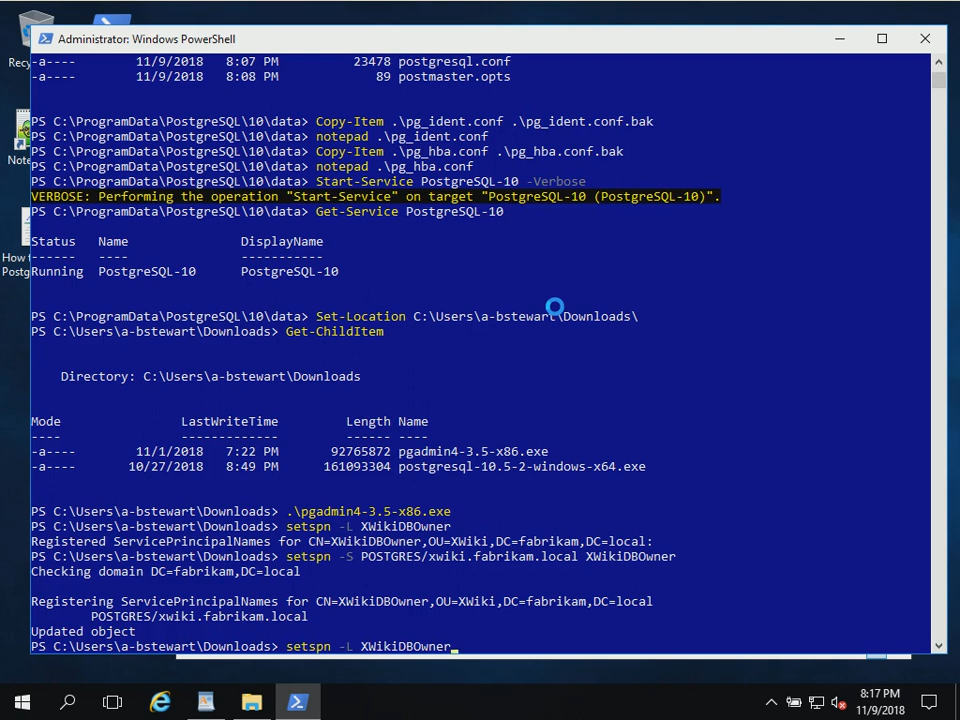 Administrator: Windows PowerShell
-a---- 11/9/2018 8:07 PM 23478 postgresql.conf
-a---- 11/9/2018 8:08 PM 89 postmaster.opts
PS C:\ProgramData\PostgreSQL\10\data> Copy-Item .\pg_ident.conf .\pg_ident.conf.bak
PS C:\ProgramData\PostgreSQL\10\data> notepad .\pg_ident.conf
PS C:\ProgramData\PostgreSQL\10\data> Copy-Item .\pg_hba.conf .\pg_hba.conf.bak
PS C:\ProgramData\PostgreSQL\10\data> notepad .\pg_hba.conf
PS C:\ProgramData\PostgreSQL\10\data> Start-Service PostgreSQL-10 -Verbose
VERBOSE: Performing the operation "Start-Service" on target "PostgreSQL-10 (PostgreSQL-10)".
PS C:\ProgramData\PostgreSQL\10\data> Get-Service PostgreSQL-10
Status Name DisplayName
------ ---- -----------
Running PostgreSQL-10 PostgreSQL-10
PS C:\ProgramData\PostgreSQL\10\data> Set-Location C:\Users\a-bstewart\Downloads\
PS C:\Users\a-bstewart\Downloads> Get-ChildItem
Directory: C:\Users\a-bstewart\Downloads
Mode LastWriteTime Length Name
---- ------------- ------ ----
-a---- 11/1/2018 7:22 PM 92765872 pgadmin4-3.5-x86.exe
-a---- 10/27/2018 8:49 PM 161093304 postgresql-10.5-2-windows-x64.exe
PS C:\Users\a-bstewart\Downloads> .\pgadmin4-3.5-x86.exe
PS C:\Users\a-bstewart\Downloads> setspn -L XWikiDBOwner
Registered ServicePrincipalNames for CN=XWikiDBOwner,OU=XWiki,DC=fabrikam,DC=local:
PS C:\Users\a-bstewart\Downloads> setspn -S POSTGRES/xwiki.fabrikam.local XWikiDBOwner
Checking domain DC=fabrikam,DC=local
Registering ServicePrincipalNames for CN=XWikiDBOwner,OU=XWiki,DC=fabrikam,DC=local
POSTGRES/xwiki.fabrikam.local
Updated object
PS C:\Users\a-bstewart\Downloads> setspn -L XWikiDBOwner
Recy
Note
How t
Postg
8:17 PM
11/9/2018